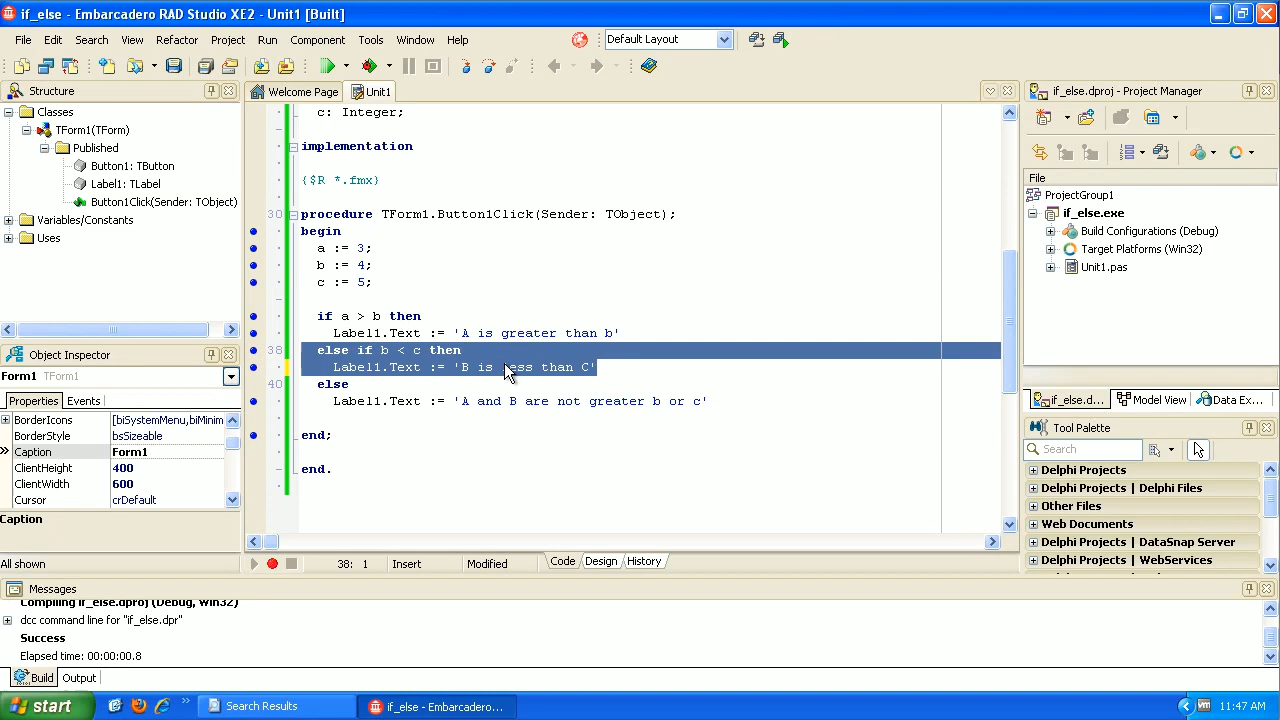 if_else - Embarcadero RAD Studio XE2 - Unit1 [Built]
File Edit Search View Refactor Project Run Component Tools Window Help
Default Layout
Structure
Classes
TForm1(TForm)
Published
Button1: TButton
Label1: TLabel
Button1Click(Sender: TObject)
Variables/Constants
Uses
Object Inspector
Form1 TForm1
Properties Events
BorderIcons [biSystemMenu,biMinim
BorderStyle bsSizeable
Caption Form1
ClientHeight 400
ClientWidth 600
Cursor crDefault
Caption
All shown
Welcome Page Unit1
c: Integer;
implementation
{$R *.fmx}
30 procedure TForm1.Button1Click(Sender: TObject);
begin
a := 3;
b := 4;
c := 5;
if a > b then
Label1.Text := 'A is greater than b'
38 else if b < c then
Label1.Text := 'B is less than C'
40 else
Label1.Text := 'A and B are not greater b or c'
end;
end.
38: 1 Insert Modified Code Design History
if_else.dproj - Project Manager
File
ProjectGroup1
if_else.exe
Build Configurations (Debug)
Target Platforms (Win32)
Unit1.pas
if_else.d... Model View Data Ex...
Tool Palette
Search
Delphi Projects
Delphi Projects | Delphi Files
Other Files
Web Documents
Delphi Projects | DataSnap Server
Delphi Projects | WebServices
Messages
Compiling if_else.dproj (Debug, Win32)
dcc command line for "if_else.dpr"
Success
Elapsed time: 00:00:00.8
Build Output
start
Search Results
if_else - Embarcadero...
11:47 AM